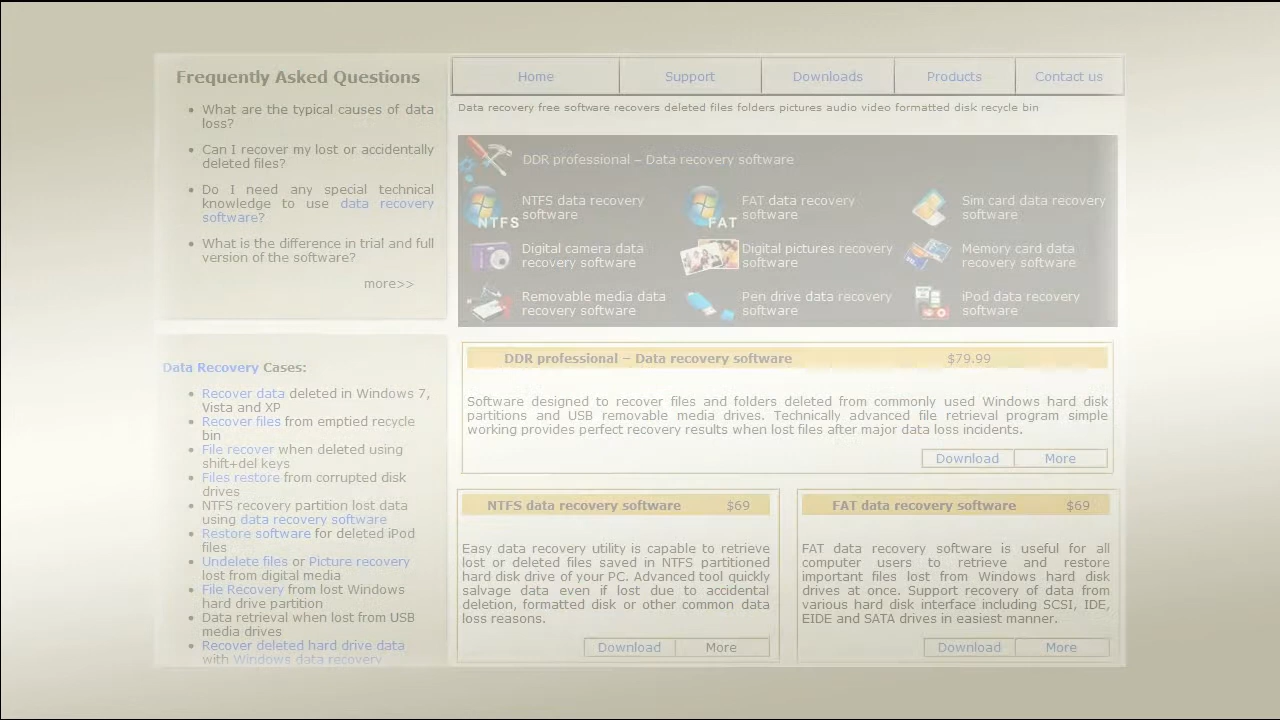 Frequently Asked Questions
What are the typical causes of data
loss?
Can I recover my lost or accidentally
deleted files?
Do I need any special technical
knowledge to use data recovery
software?
What is the difference in trial and full
version of the software?
more>>
Data Recovery Cases:
Recover data deleted in Windows 7,
Vista and XP
Recover files from emptied recycle
bin
File recover when deleted using
shift+del keys
Files restore from corrupted disk
drives
NTFS recovery partition lost data
using data recovery software
Restore software for deleted iPod
files
Undelete files or Picture recovery
lost from digital media
File Recovery from lost Windows
hard drive partition
Data retrieval when lost from USB
media drives
Recover deleted hard drive data
with Windows data recovery
Home Support Downloads Products Contact us
Data recovery free software recovers deleted files folders pictures audio video formatted disk recycle bin
DDR professional – Data recovery software
NTFS
NTFS data recovery
software
FAT
FAT data recovery
software
Sim card data recovery
software
Digital camera data
recovery software
Digital pictures recovery
software
Memory card data
recovery software
Removable media data
recovery software
Pen drive data recovery
software
iPod data recovery
software
DDR professional – Data recovery software $79.99
Software designed to recover files and folders deleted from commonly used Windows hard disk
partitions and USB removable media drives. Technically advanced file retrieval program simple
working provides perfect recovery results when lost files after major data loss incidents.
Download More
NTFS data recovery software $69
Easy data recovery utility is capable to retrieve
lost or deleted files saved in NTFS partitioned
hard disk drive of your PC. Advanced tool quickly
salvage data even if lost due to accidental
deletion, formatted disk or other common data
loss reasons.
Download More
FAT data recovery software $69
FAT data recovery software is useful for all
computer users to retrieve and restore
important files lost from Windows hard disk
drives at once. Support recovery of data from
various hard disk interface including SCSI, IDE,
EIDE and SATA drives in easiest manner.
Download More